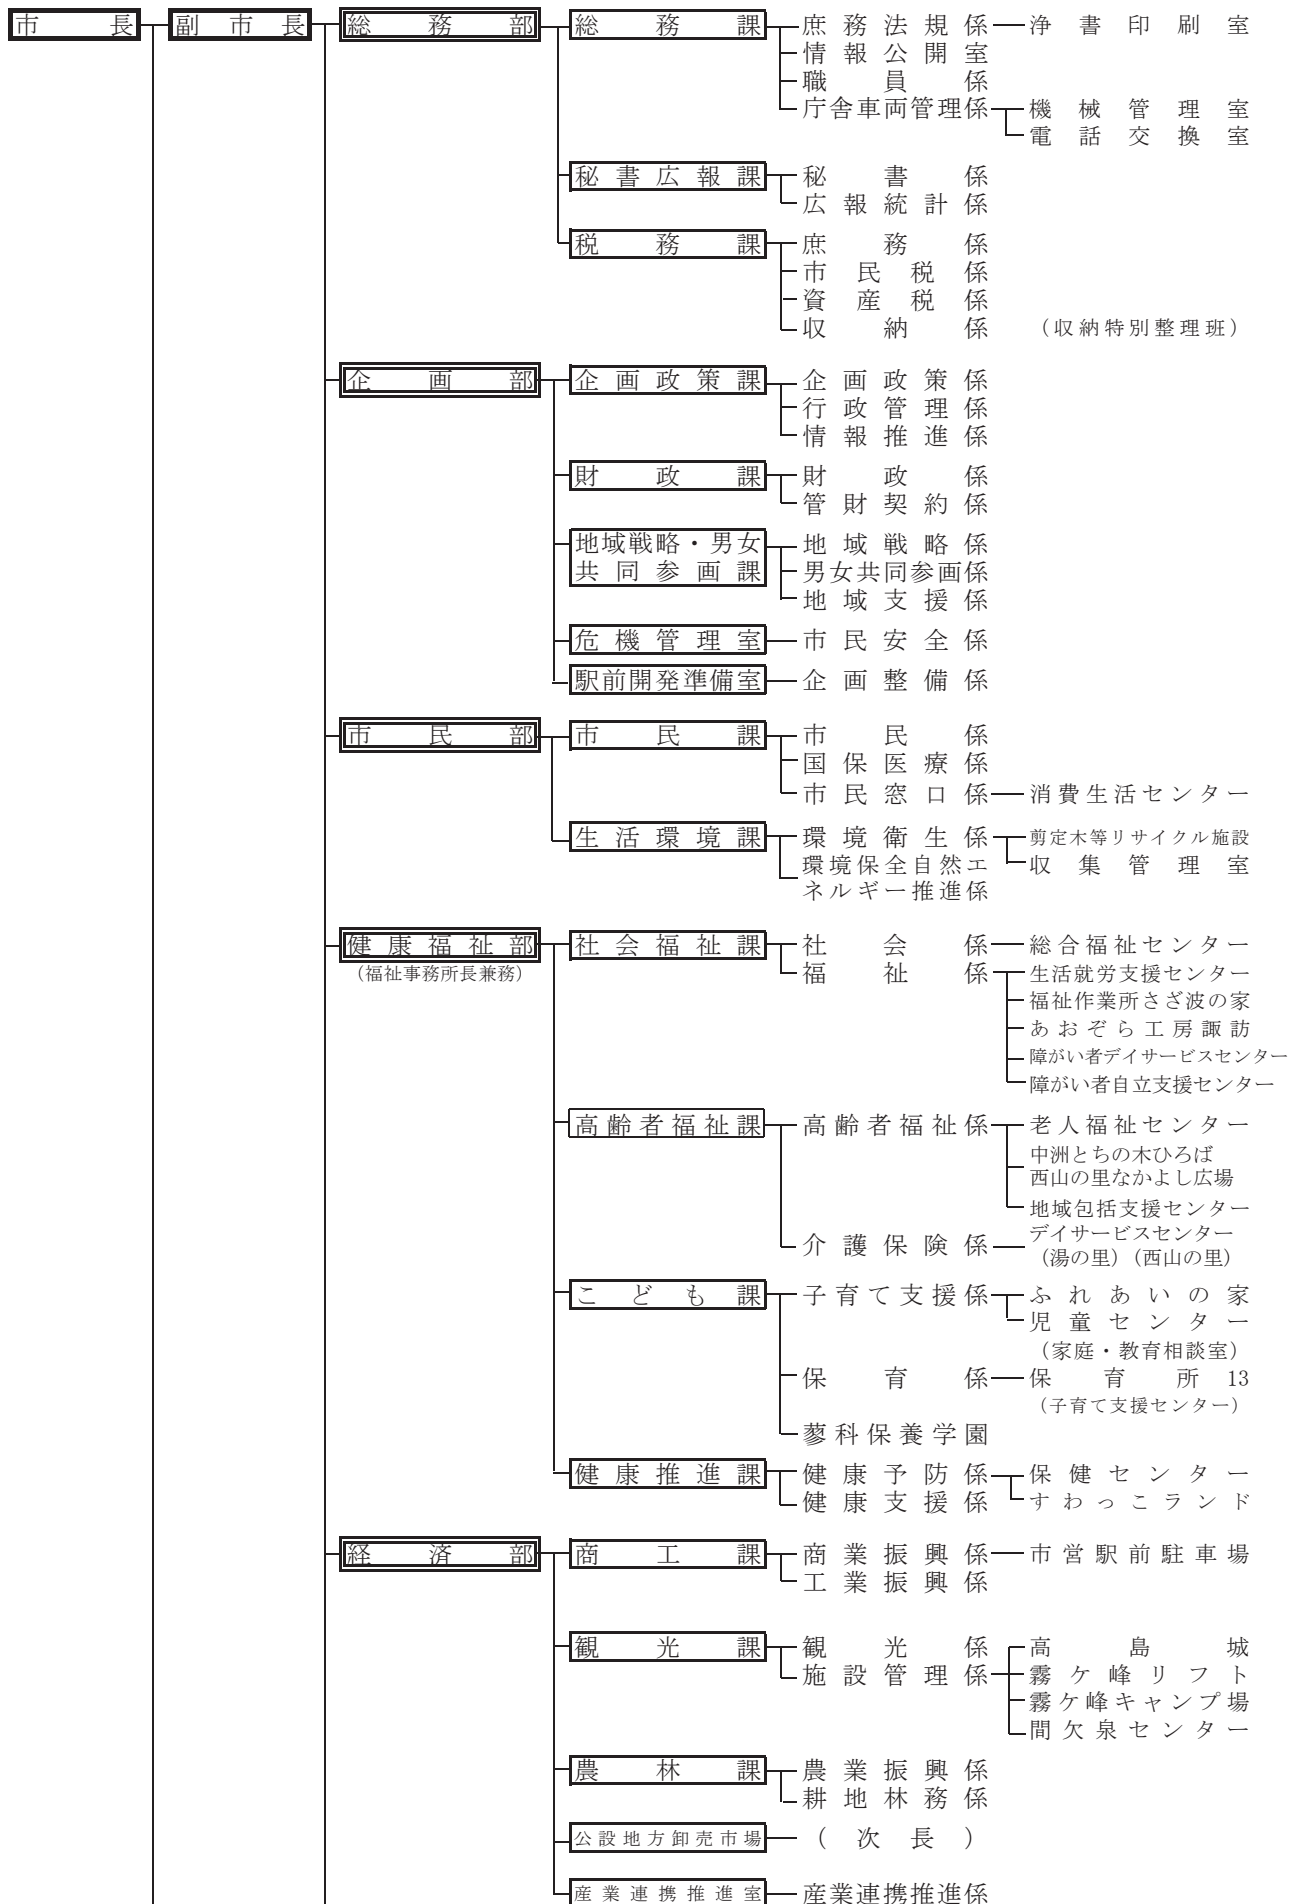 市長 副市長 総務部 総務課 庶務法規係 浄書印刷室
情報公開室
職員係
庁舎車両管理係 機械管理室
電話交換室
秘書広報課 秘書係
広報統計係
税務課 庶務係
市民税係
資産税係
収納係 (収納特別整理班)
企画部 企画政策課 企画政策係
行政管理係
情報推進係
財政課 財政係
管財契約係
地域戦略・男女 地域戦略係
共同参画課 男女共同参画係
地域支援係
危機管理室 市民安全係
駅前開発準備室 企画整備係
市民部 市民課 市民係
国保医療係
市民窓口係 消費生活センター
生活環境課 環境衛生係 剪定木等リサイクル施設
環境保全自然エ 収集管理室
ネルギー推進係
健康福祉部 社会福祉課 社会係 総合福祉センター
(福祉事務所長兼務) 福祉係 生活就労支援センター
福祉作業所さざ波の家
あおぞら工房諏訪
障がい者デイサービスセンター
障がい者自立支援センター
高齢者福祉課 高齢者福祉係 老人福祉センター
中洲とちの木ひろば
西山の里なかよし広場
地域包括支援センター
介護保険係 デイサービスセンター
(湯の里)(西山の里)
こども課 子育て支援係 ふれあいの家
児童センター
(家庭・教育相談室)
保育係 保育所 13
(子育て支援センター)
蓼科保養学園
健康推進課 健康予防係 保健センター
健康支援係 すわっこランド
経済部 商工課 商業振興係 市営駅前駐車場
工業振興係
観光課 観光係 高島城
施設管理係 霧ケ峰リフト
霧ケ峰キャンプ場
間欠泉センター
農林課 農業振興係
耕地林務係
公設地方卸売市場 (次長)
産業連携推進室 産業連携推進係